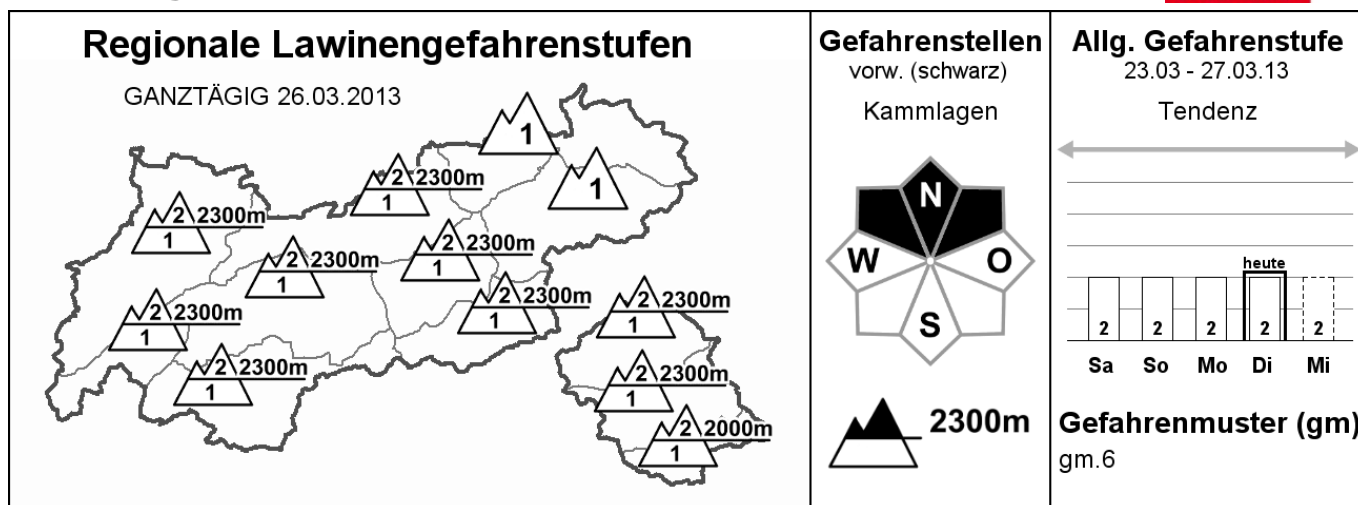 Regionale Lawinengefahrenstufen
GANZTÄGIG 26.03.2013
1
1
2 2300m
1
2 2300m
1
2 2300m
1
2 2300m
1
2 2300m
1
2 2300m
1
2 2300m
1
2 2300m
1
2 2300m
1
2 2000m
1
Gefahrenstellen
vorw. (schwarz)
Kammlagen
N
W
O
S
2300m
Allg. Gefahrenstufe
23.03 - 27.03.13
Tendenz
heute
2 2 2 2 2
Sa So Mo Di Mi
Gefahrenmuster (gm)
gm.6